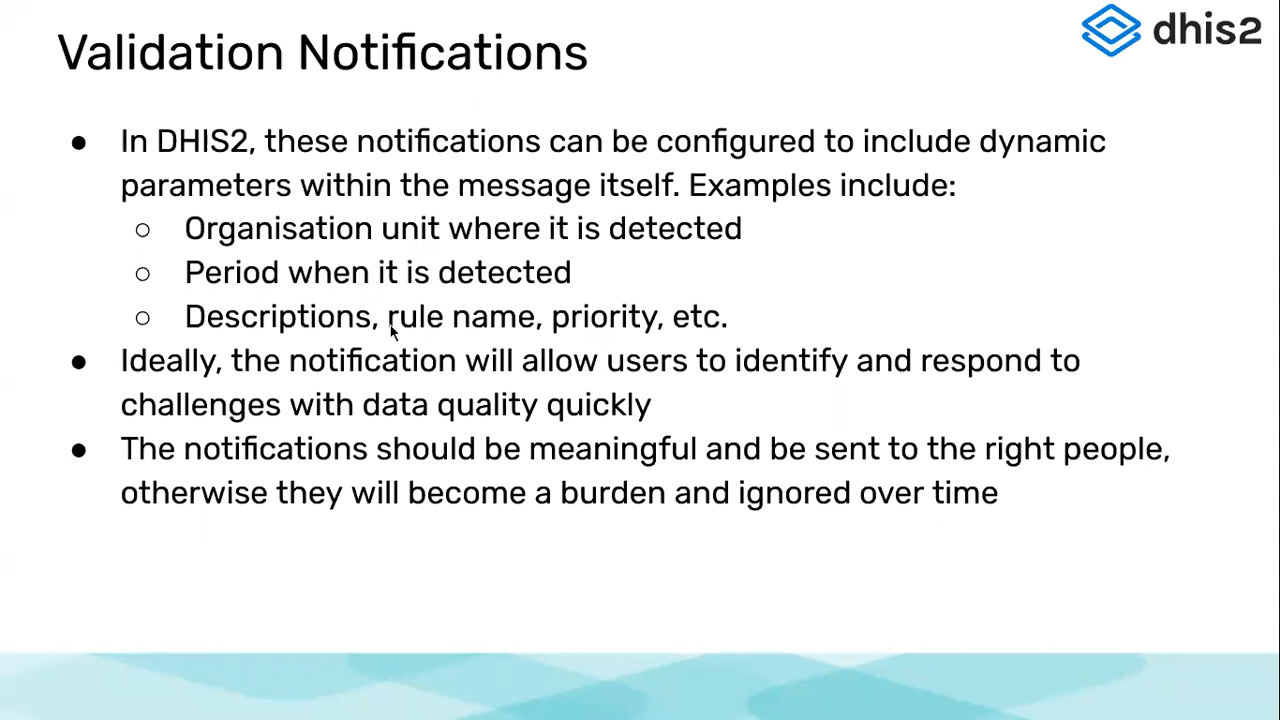 Validation Notifications
dhis2
● In DHIS2, these notifications can be configured to include dynamic
parameters within the message itself. Examples include:
○ Organisation unit where it is detected
○ Period when it is detected
○ Descriptions, rule name, priority, etc.
● Ideally, the notification will allow users to identify and respond to
challenges with data quality quickly
● The notifications should be meaningful and be sent to the right people,
otherwise they will become a burden and ignored over time